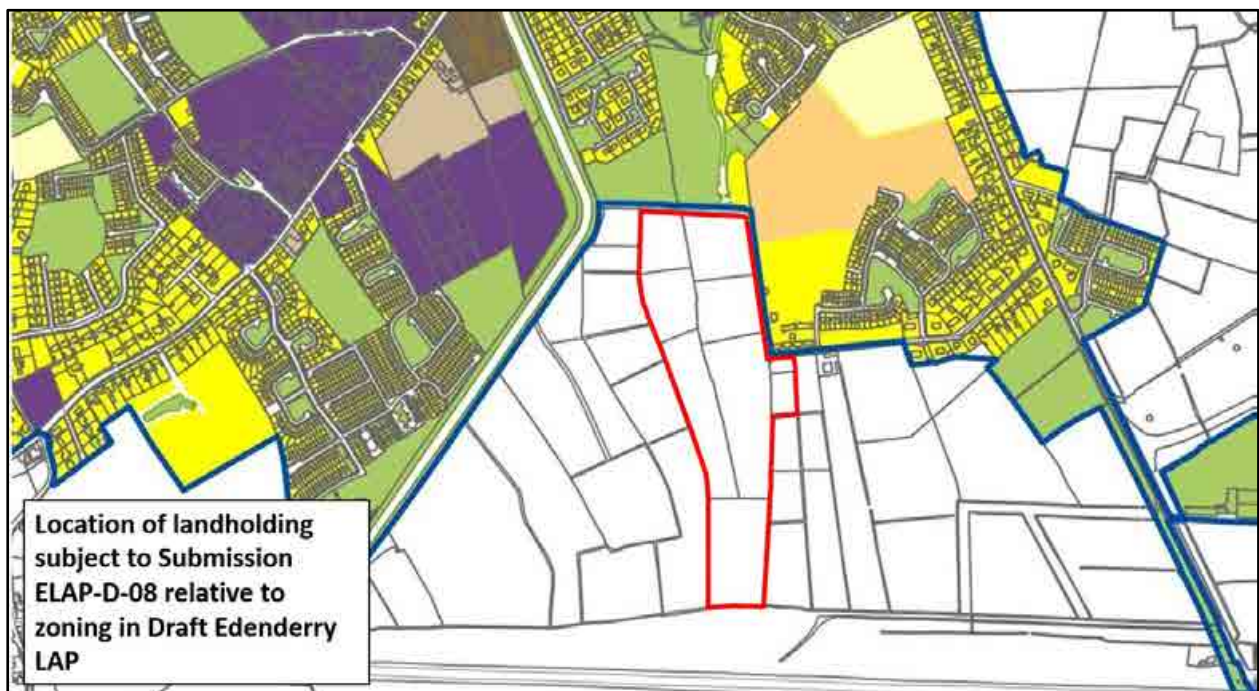 Location of landholding
subject to Submission
ELAP-D-08 relative to
zoning in Draft Edenderry
LAP